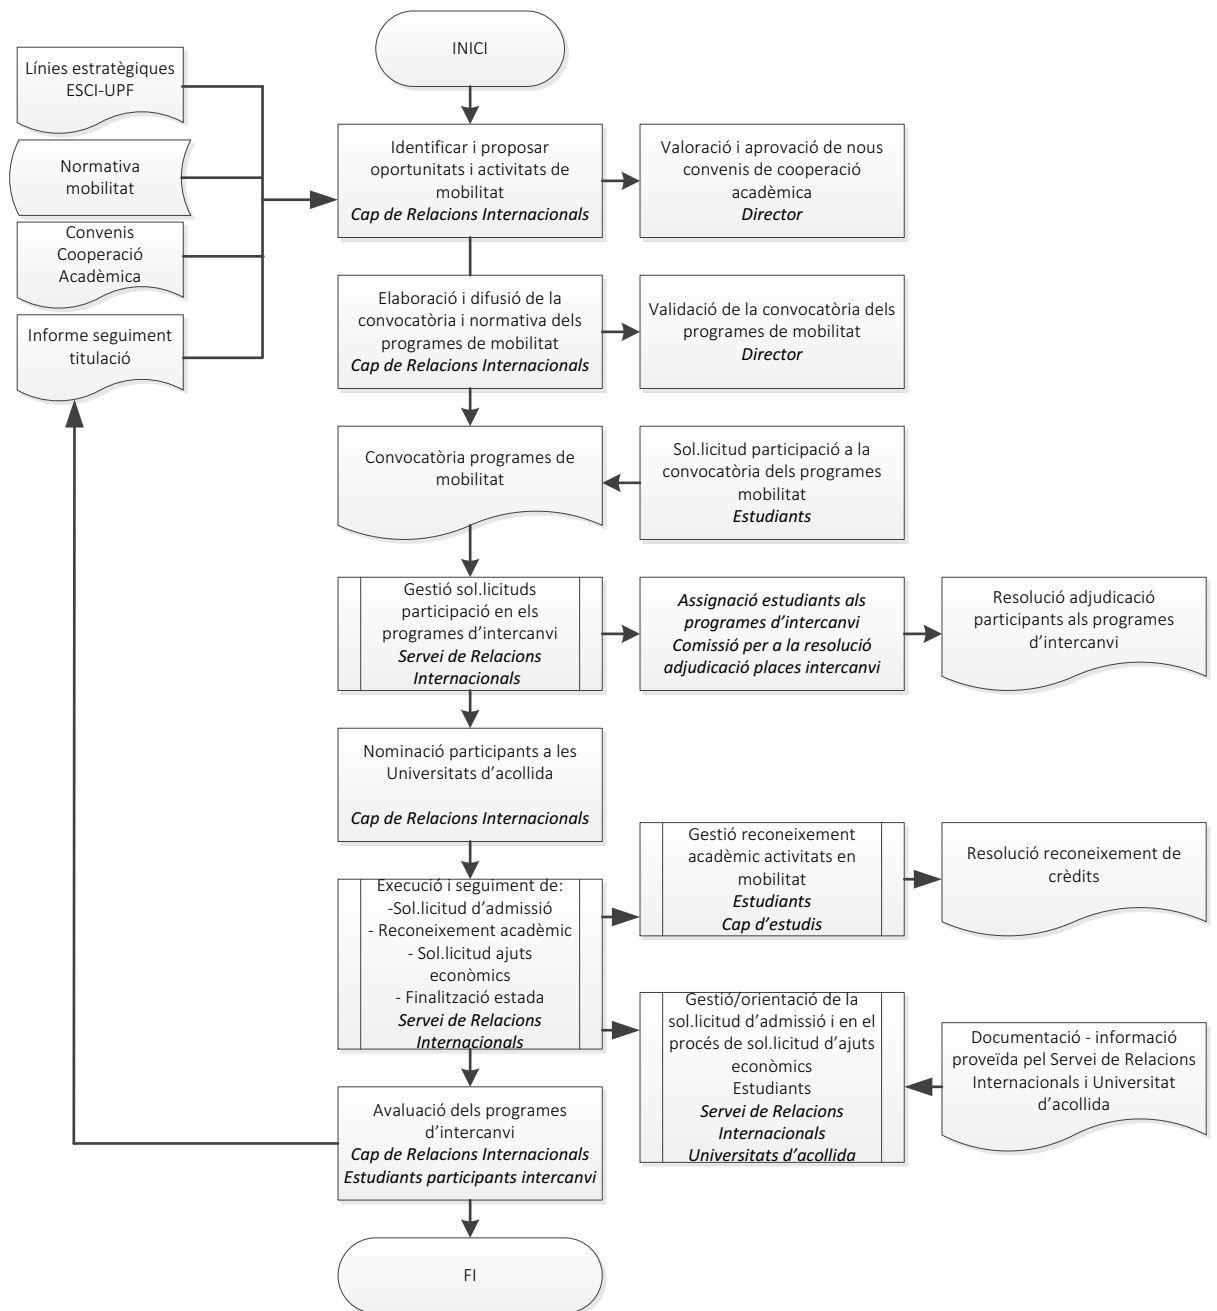 INICI
Línies estratègiques
ESCI-UPF
Normativa
mobilitat
Convenis
Cooperació
Acadèmica
Informe seguiment
titulació
Identificar i proposar
oportunitats i activitats de
mobilitat
Cap de Relacions Internacionals
Valoració i aprovació de nous
convenis de cooperació
acadèmica
Director
Elaboració i difusió de la
convocatòria i normativa dels
programes de mobilitat
Cap de Relacions Internacionals
Validació de la convocatòria dels
programes de mobilitat
Director
Convocatòria programes de
mobilitat
Sol.licitud participació a la
convocatòria dels programes
mobilitat
Estudiants
Gestió sol.licituds
participació en els
programes d’intercanvi
Servei de Relacions
Internacionals
Assignació estudiants als
programes d’intercanvi
Comissió per a la resolució
adjudicació places intercanvi
Resolució adjudicació
participants als programes
d’intercanvi
Nominació participants a les
Universitats d’acollida
Cap de Relacions Internacionals
Execució i seguiment de:
-Sol.licitud d’admissió
- Reconeixement acadèmic
- Sol.licitud ajuts
econòmics
- Finalització estada
Servei de Relacions
Internacionals
Gestió reconeixement
acadèmic activitats en
mobilitat
Estudiants
Cap d’estudis
Resolució reconeixement de
crèdits
Gestió/orientació de la
sol.licitud d’admissió i en el
procés de sol.licitud d’ajuts
econòmics
Estudiants
Servei de Relacions
Internacionals
Universitats d’acollida
Documentació - informació
proveïda pel Servei de Relacions
Internacionals i Universitat
d’acollida
Avaluació dels programes
d’intercanvi
Cap de Relacions Internacionals
Estudiants participants intercanvi
FI